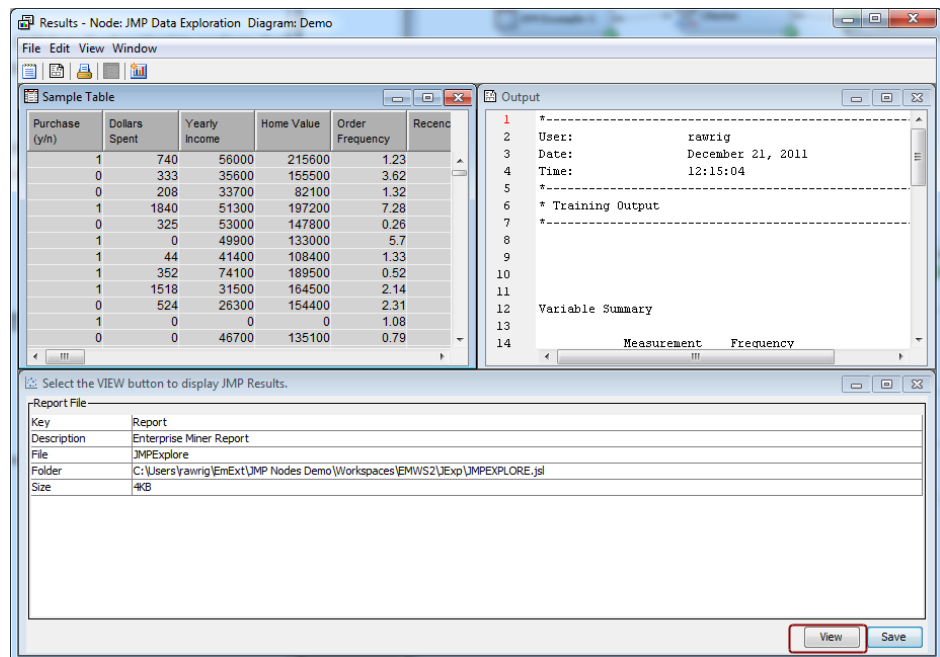 Results - Node: JMP Data Exploration Diagram: Demo
File Edit View Window
Sample Table
Purchase (y/n) Dollars Spent Yearly Income Home Value Order Frequency Recenc
1 740 56000 215600 1.23
0 333 35600 155500 3.62
0 208 33700 82100 1.32
1 1840 51300 197200 7.28
0 325 53000 147800 0.26
1 0 49900 133000 5.7
1 44 41400 108400 1.33
1 352 74100 189500 0.52
1 1518 31500 164500 2.14
0 524 26300 154400 2.31
1 0 0 0 1.08
0 0 46700 135100 0.79
Output
1 *------------------------------------------------------------
2 User: rawrig
3 Date: December 21, 2011
4 Time: 12:15:04
5 *------------------------------------------------------------
6 * Training Output
7 *------------------------------------------------------------
8
9
10
11
12 Variable Summary
13
14 Measurement Frequency
Select the VIEW button to display JMP Results.
Report File
Key Report
Description Enterprise Miner Report
File JMPExplore
Folder C:\Users\rawrig\EmExt\JMP Nodes Demo\Workspaces\EMWS2\JExp\JMPEXPLORE.jsl
Size 4KB
View Save